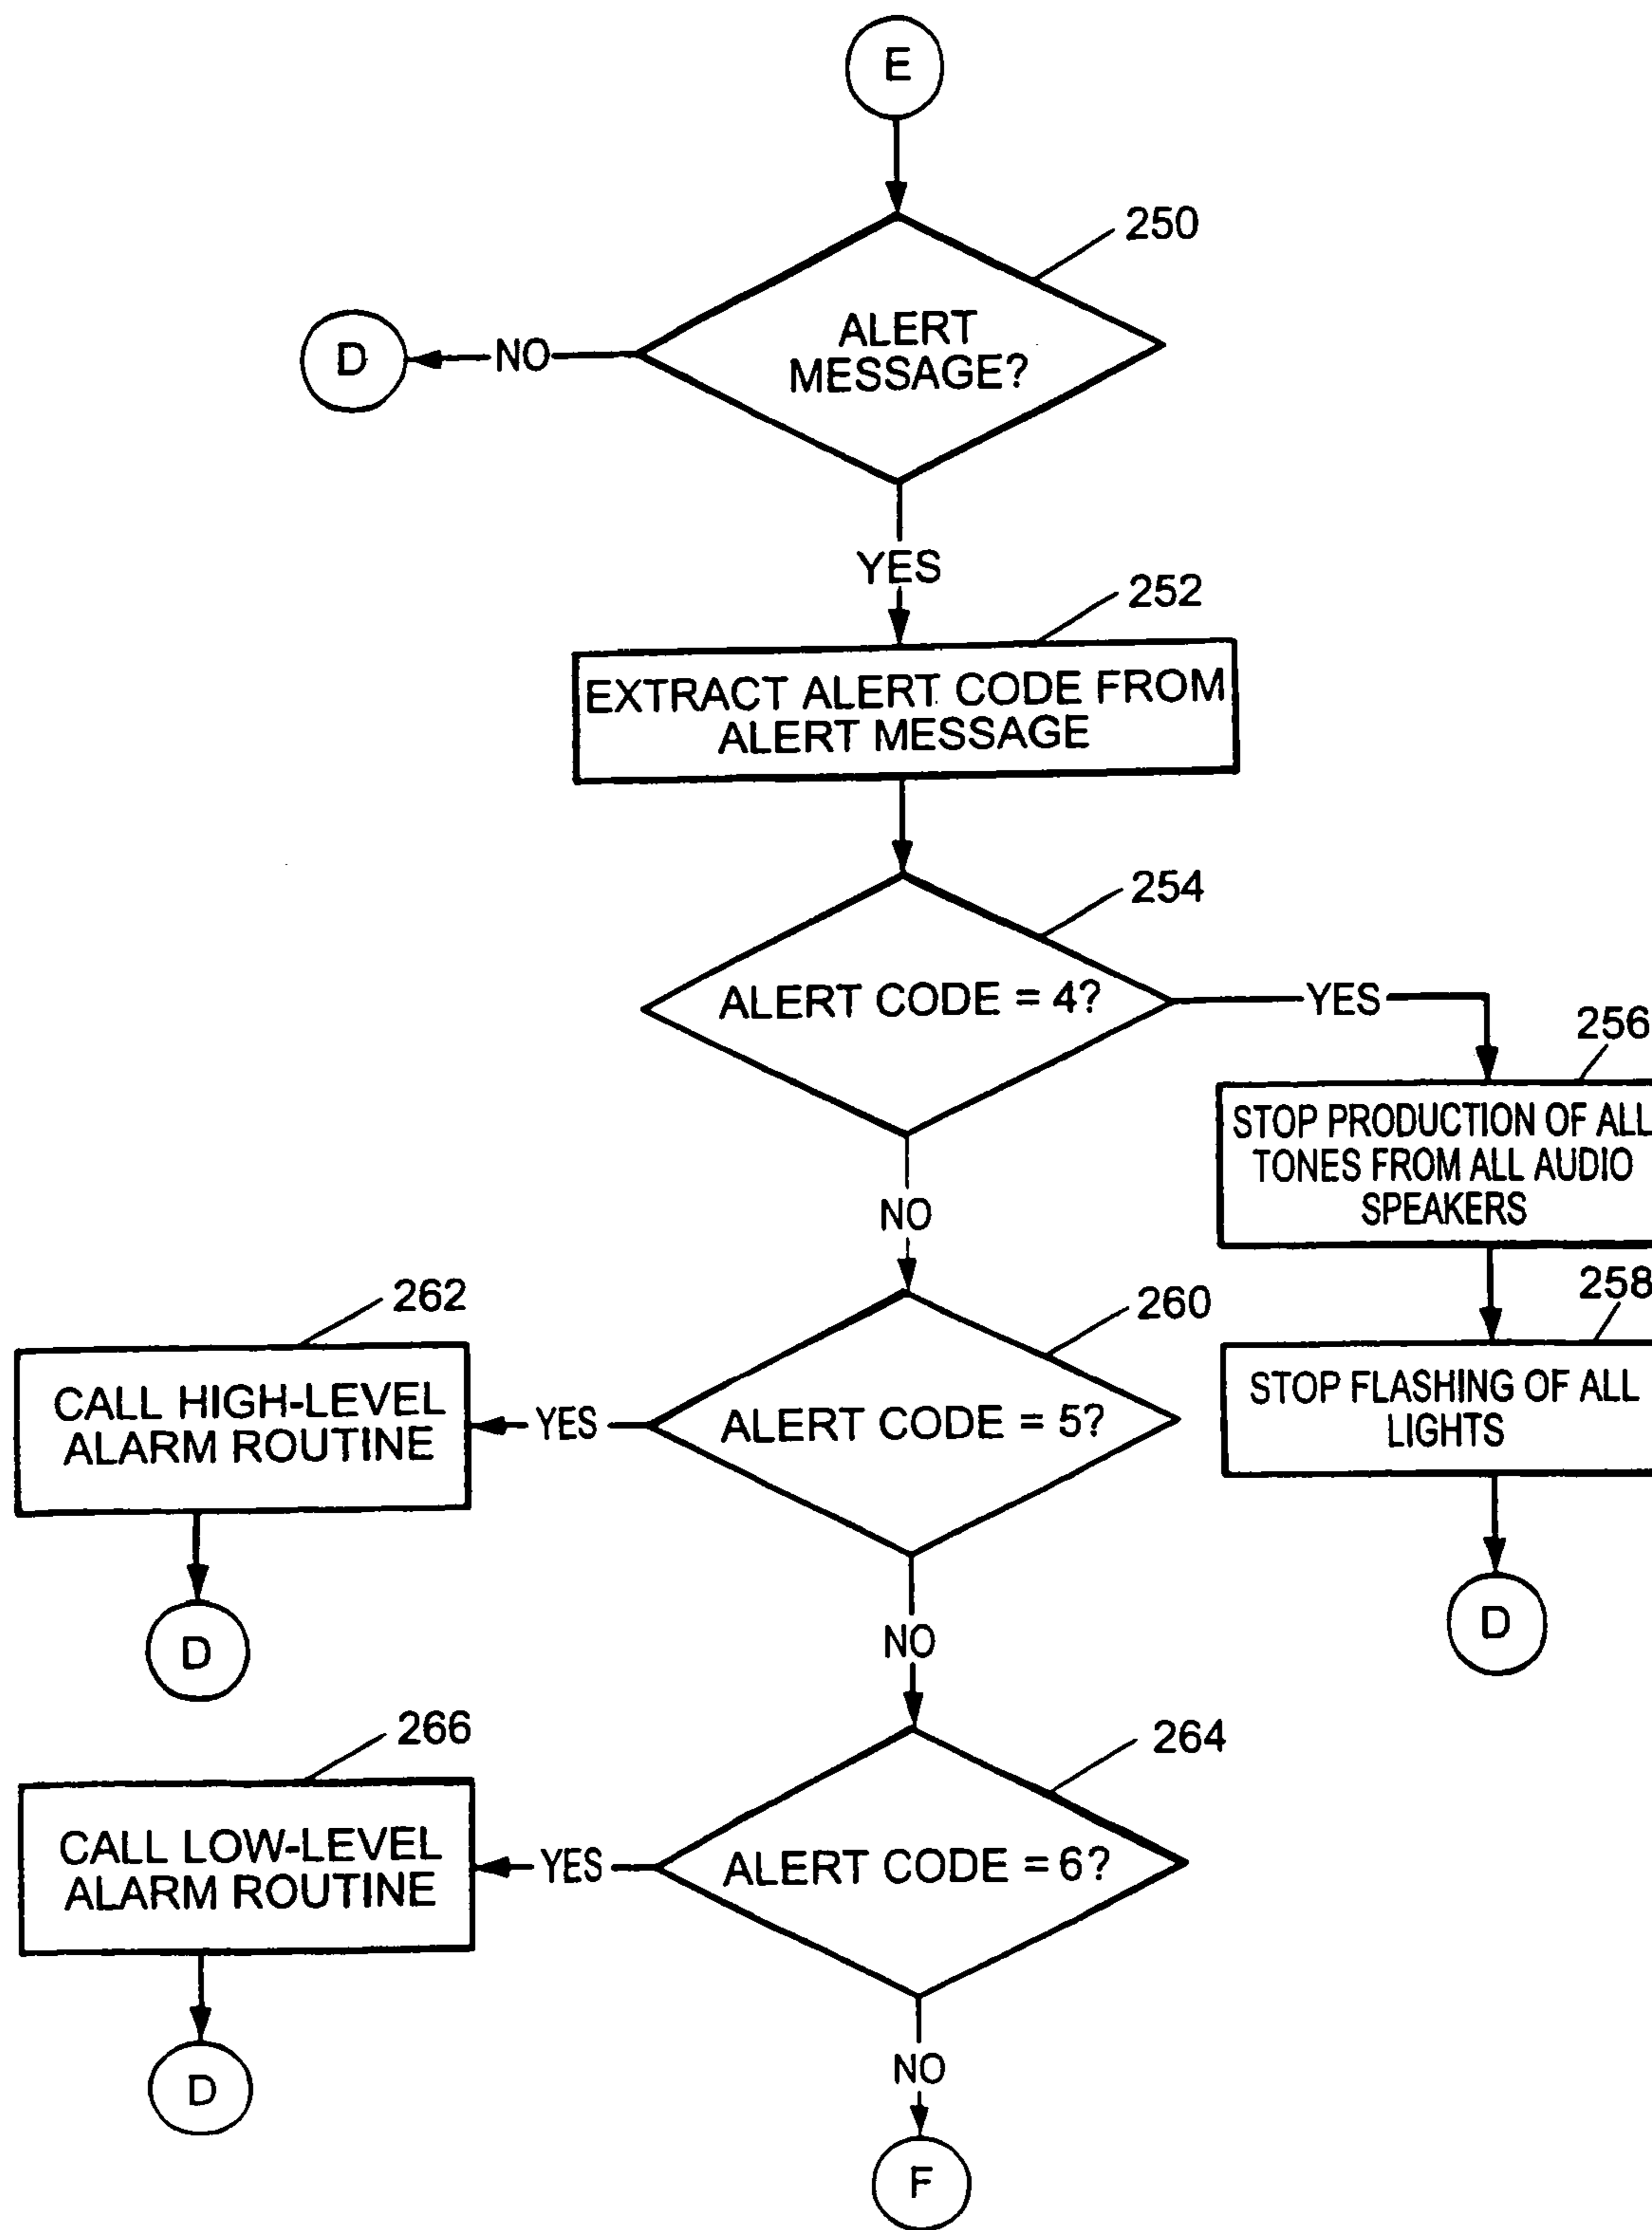 E
250
ALERT
MESSAGE?
NO
D
YES
252
EXTRACT ALERT CODE FROM
ALERT MESSAGE
254
ALERT CODE = 4?
YES
256
STOP PRODUCTION OF ALL
TONES FROM ALL AUDIO
SPEAKERS
NO
258
STOP FLASHING OF ALL
LIGHTS
D
260
ALERT CODE = 5?
YES
262
CALL HIGH-LEVEL
ALARM ROUTINE
D
NO
264
ALERT CODE = 6?
YES
266
CALL LOW-LEVEL
ALARM ROUTINE
D
NO
F